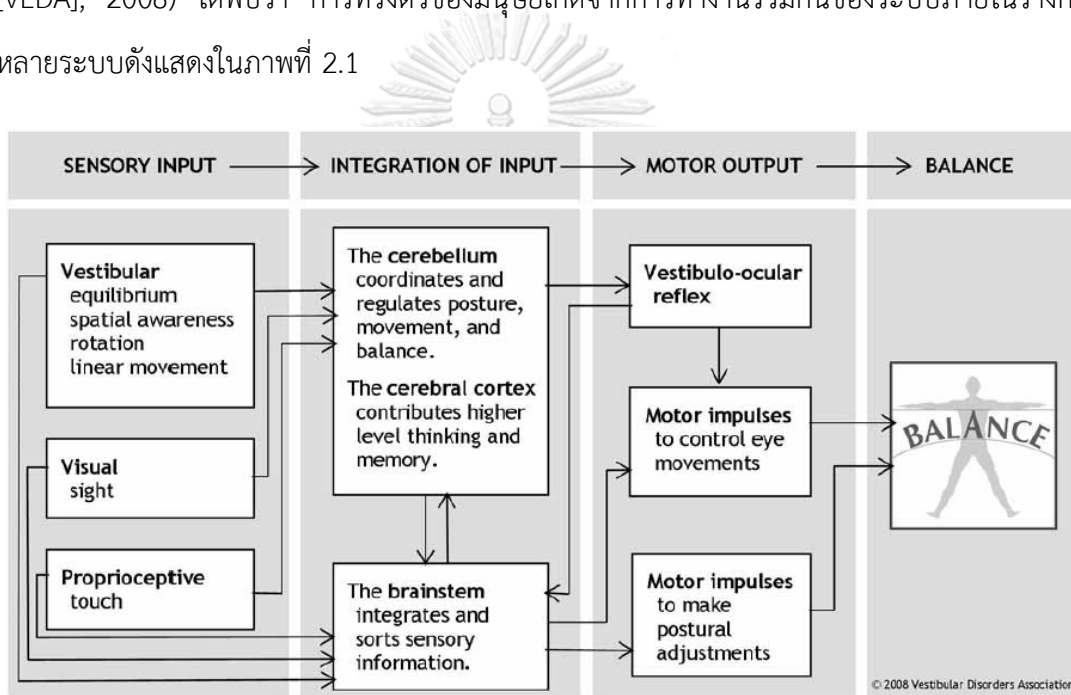 [VEDA], 2008) ได้พบว่า การทรงตัวของมนุษย์เกิดจากการทำงานร่วมกันของระบบภายในร่างก
หลายระบบดังแสดงในภาพที่ 2.1
SENSORY INPUT
INTEGRATION OF INPUT
MOTOR OUTPUT
BALANCE
Vestibular
equilibrium
spatial awareness
rotation
linear movement
Visual
sight
Proprioceptive
touch
The cerebellum
coordinates and
regulates posture,
movement, and
balance.
The cerebral cortex
contributes higher
level thinking and
memory.
The brainstem
integrates and
sorts sensory
information.
Vestibulo-ocular
reflex
Motor impulses
to control eye
movements
Motor impulses
to make
postural
adjustments
BALANCE
© 2008 Vestibular Disorders Association